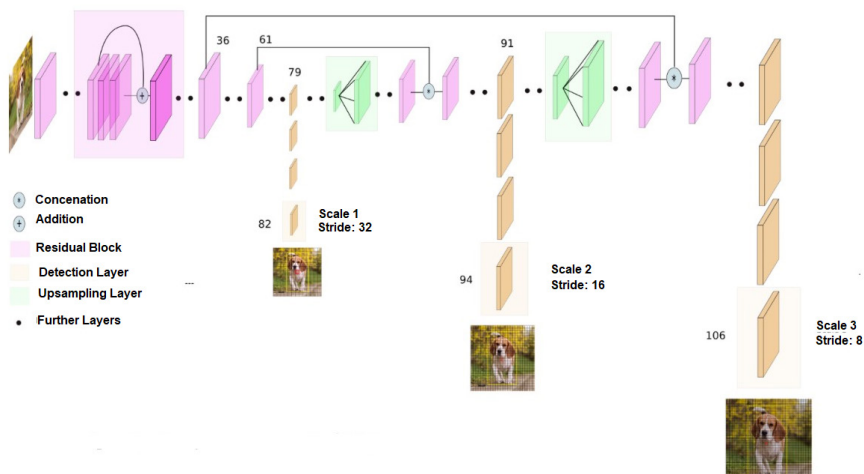 36
61
91
79
Concenation
Addition
82
Scale 1
Stride: 32
Residual Block
Detection Layer
94
Scale 2
Stride: 16
Upsampling Layer
Further Layers
106
Scale 3
Stride: 8